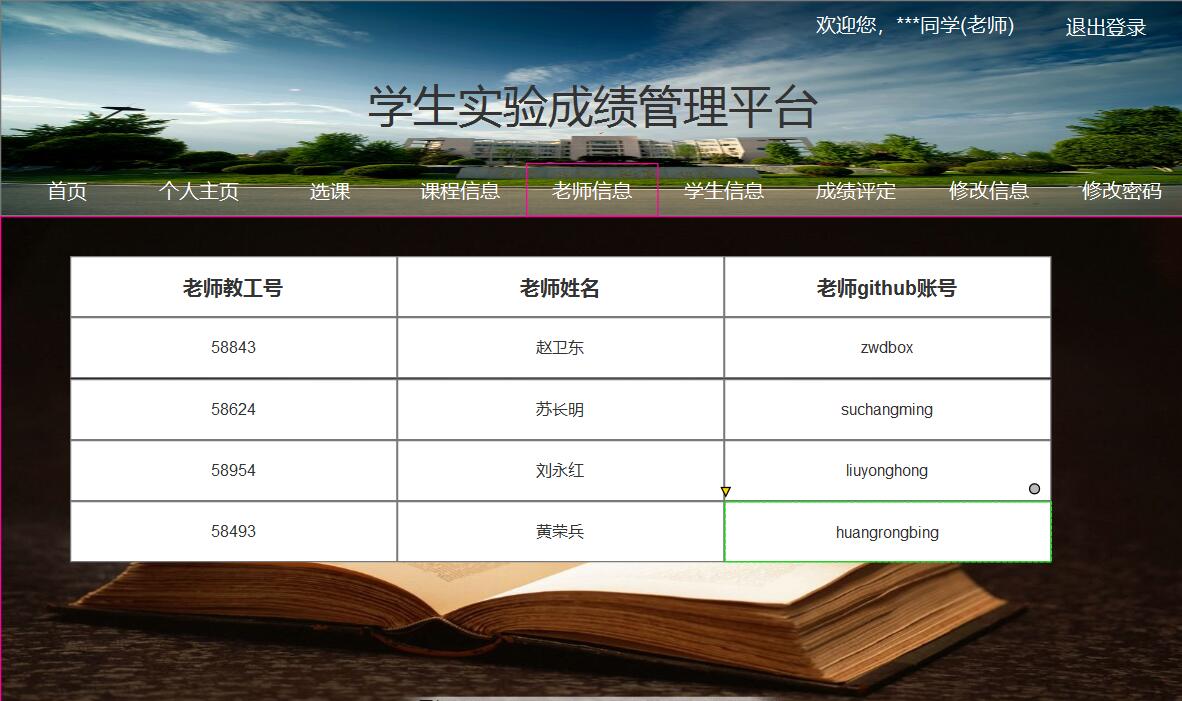 欢迎您，***同学(老师) 退出登录
学生实验成绩管理平台
首页 个人主页 选课 课程信息 老师信息 学生信息 成绩评定 修改信息 修改密码
老师教工号 老师姓名 老师github账号
58843 赵卫东 zwdbox
58624 苏长明 suchangming
58954 刘永红 liuyonghong
58493 黄荣兵 huangrongbing